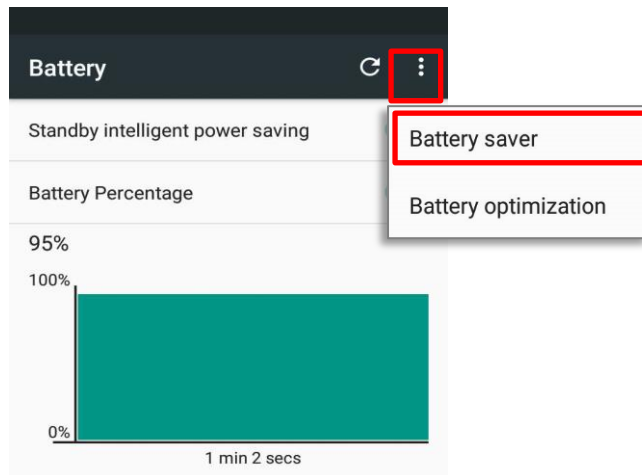 Battery
Standby intelligent power saving
Battery saver
Battery Percentage
Battery optimization
95%
100%
0%
1 min 2 secs